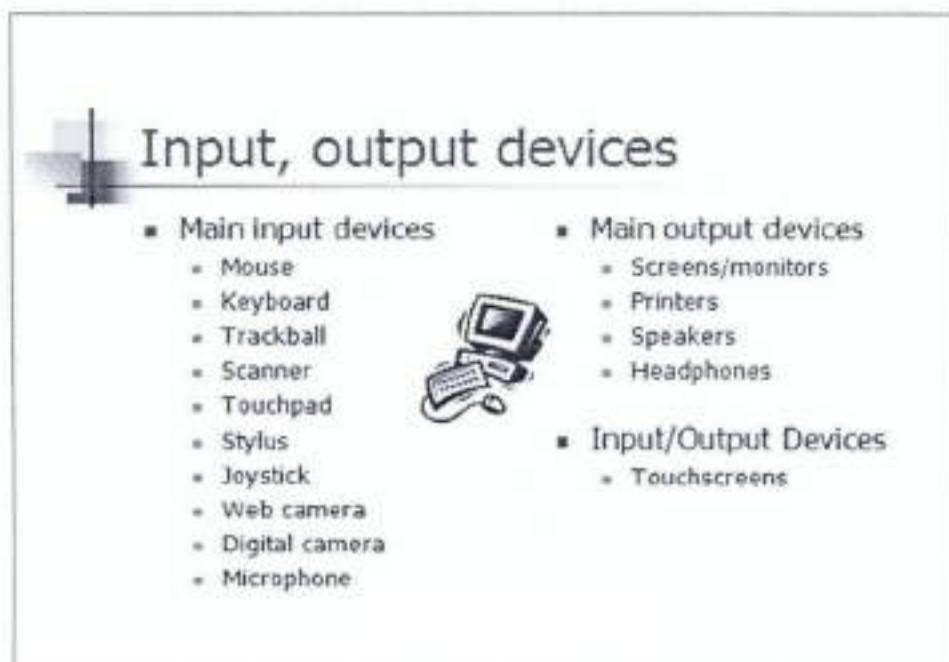 Input, output devices
Main input devices
Mouse
Keyboard
Trackball
Scanner
Touchpad
Stylus
Joystick
Web camera
Digital camera
Microphone
Main output devices
Screens/monitors
Printers
Speakers
Headphones
Input/Output Devices
Touchscreens